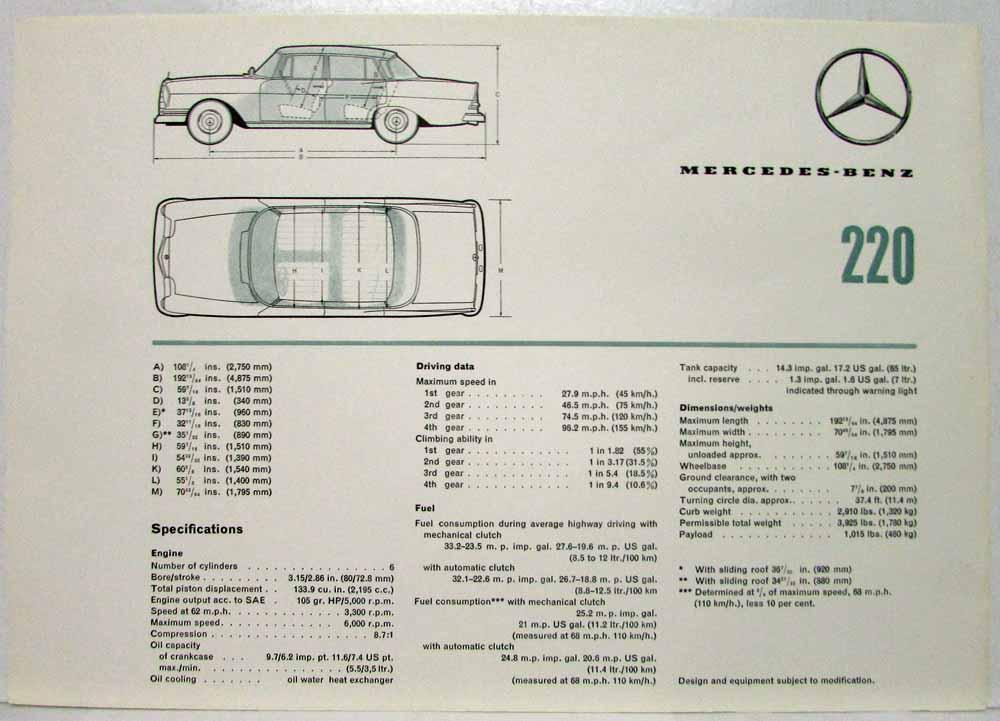 MERCEDES-BENZ
220
C
D
A
B
H I K L
M
A) 108¹/₄ ins. (2,750 mm)
B) ins. (4,875 mm)
C) 59⁷/₁₆ ins. (1,510 mm)
D) 13³/₈ ins. (340 mm)
E)* 37¹³/₁₆ ins. (960 mm)
F) 32¹¹/₁₆ ins. (830 mm)
G)** 35¹/₃₂ ins. (890 mm)
H) 59⁷/₁₆ ins. (1,510 mm)
I) 54²³/₃₂ ins. (1,390 mm)
K) 60⁵/₈ ins. (1,540 mm)
L) 55¹/₈ ins. (1,400 mm)
M) ins. (1,795 mm)
Specifications
Engine
Number of cylinders . . . . . . . . . . . 6
Bore/stroke . . . . . . . . 3.15/2.86 in. (80/72.8 mm)
Total piston displacement . . 133.9 cu. in. (2,195 c.c.)
Engine output acc. to SAE . 105 gr. HP/5,000 r.p.m.
Speed at 62 m.p.h. . . . . . . . . . . 3,300 r.p.m.
Maximum speed. . . . . . . . . . . . 6,000 r.p.m.
Compression . . . . . . . . . . . . . . 8.7:1
Oil capacity
of crankcase . . . 9.7/6.2 imp. pt. 11.6/7.4 US pt.
max./min. . . . . . . . . . . . . (5.5/3,5 ltr.)
Oil cooling . . . . . . . oil water heat exchanger
Driving data
Maximum speed in
1st gear . . . . . . . . . 27.9 m.p.h. (45 km/h.)
2nd gear . . . . . . . . . 46.5 m.p.h. (75 km/h.)
3rd gear . . . . . . . . . 74.5 m.p.h. (120 km/h.)
4th gear . . . . . . . . . 96.2 m.p.h. (155 km/h.)
Climbing ability in
1st gear . . . . . . . . . . . . 1 in 1.82 (55%)
2nd gear . . . . . . . . . . . . 1 in 3.17 (31.5%)
3rd gear . . . . . . . . . . . . 1 in 5.4 (18.5%)
4th gear . . . . . . . . . . . . 1 in 9.4 (10.6%)
Fuel
Fuel consumption during average highway driving with
mechanical clutch
33.2–23.5 m. p. imp. gal. 27.6–19.6 m. p. US gal.
(8.5 to 12 ltr./100 km)
with automatic clutch
32.1–22.6 m. p. imp. gal. 26.7–18.8 m. p. US gal.
(8.8–12.5 ltr./100 km
Fuel consumption*** with mechanical clutch
25.2 m. p. imp. gal.
21 m.p. US gal. (11.2 ltr./100 km)
(measured at 68 m.p.h. 110 km/h.)
with automatic clutch
24.8 m.p. imp. gal. 20.6 m.p. US gal.
(11.4 ltr./100 km)
(measured at 68 m.p.h. 110 km/h.)
Tank capacity . . . 14.3 imp. gal. 17.2 US gal. (65 ltr.)
incl. reserve . . . . 1.3 imp. gal. 1.6 US gal. (7 ltr.)
indicated through warning light
Dimensions/weights
Maximum length . . . . . . . . in. (4,875 mm)
Maximum width . . . . . . . . . in. (1,795 mm)
Maximum height,
unloaded approx. . . . . . 59⁷/₁₆ in. (1,510 mm)
Wheelbase . . . . . . . . . . 108¹/₄ in. (2,750 mm)
Ground clearance, with two
occupants, approx. . . . . . . . 7⁷/₈ in. (200 mm)
Turning circle dia. approx. . . . . . 37.4 ft. (11.4 m)
Curb weight . . . . . . . . . . 2,910 lbs. (1,320 kg)
Permissible total weight . . . . . 3,925 lbs. (1,780 kg)
Payload . . . . . . . . . . . . 1,015 lbs. (460 kg)
* With sliding roof in. (920 mm)
** With sliding roof in. (880 mm)
*** Determined at ³/₄ of maximum speed, 68 m.p.h.
(110 km/h.), less 10 per cent.
Design and equipment subject to modification.